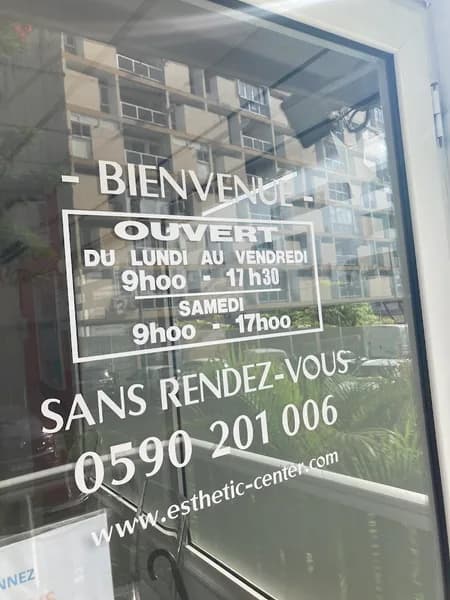 - BIENVENUE -
OUVERT
DU LUNDI AU VENDREDI
9hoo - 17h30
SAMEDI
9hoo - 17hoo
SANS RENDEZ-VOUS
0590 201 006
www.esthetic-center.com